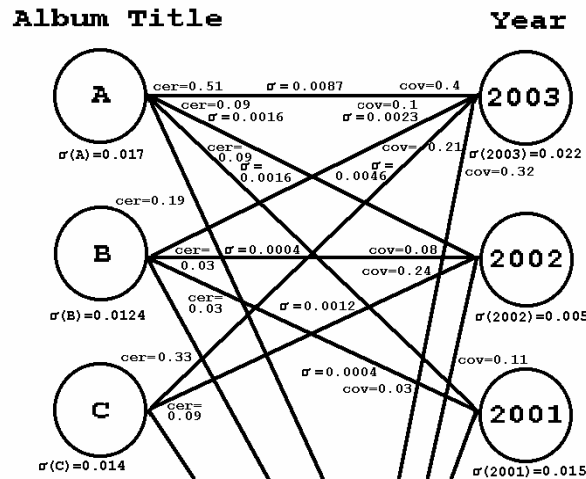 Album Title Year
cer=0.51 σ=0.0087 cov=0.4
A 2003
cer=0.09 cov=0.1
σ=0.0016 σ=0.0023
cer=0.09 cov=0.21
σ(A)=0.017 σ(2003)=0.022
σ=0.0016 σ=0.0046
cov=0.32
cer=0.19
B 2002
cer=0.03 σ=0.0004 cov=0.08
cov=0.24
cer=0.03
σ=0.0012
σ(B)=0.0124 σ(2002)=0.005
cer=0.33 cov=0.11
σ=0.0004
cov=0.03
cer=0.09
C 2001
σ(C)=0.014 σ(2001)=0.015